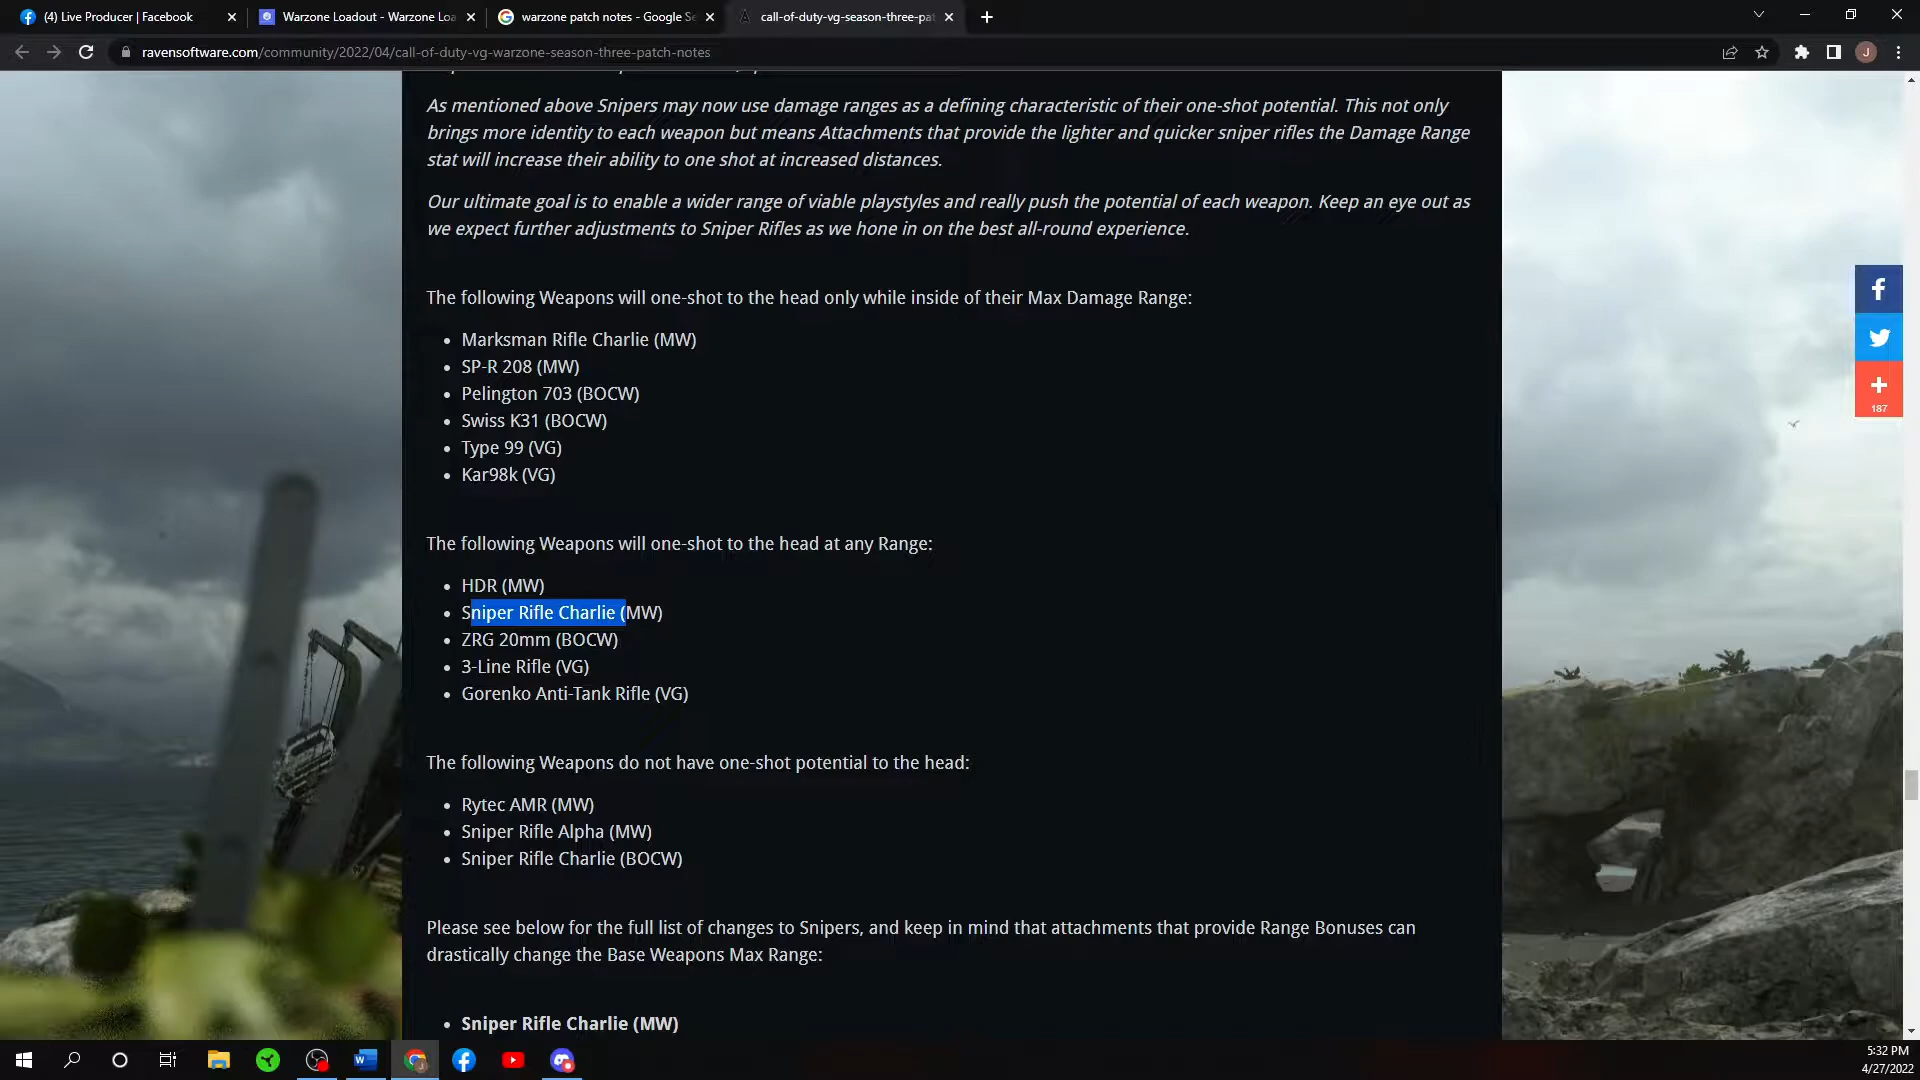 (4) Live Producer | Facebook
Warzone Loadout - Warzone Loa
warzone patch notes - Google Se
call-of-duty-vg-season-three-pat
ravensoftware.com/community/2022/04/call-of-duty-vg-warzone-season-three-patch-notes
J
As mentioned above Snipers may now use damage ranges as a defining characteristic of their one-shot potential. This not only
brings more identity to each weapon but means Attachments that provide the lighter and quicker sniper rifles the Damage Range
stat will increase their ability to one shot at increased distances.
Our ultimate goal is to enable a wider range of viable playstyles and really push the potential of each weapon. Keep an eye out as
we expect further adjustments to Sniper Rifles as we hone in on the best all-round experience.
The following Weapons will one-shot to the head only while inside of their Max Damage Range:
Marksman Rifle Charlie (MW)
SP-R 208 (MW)
Pelington 703 (BOCW)
Swiss K31 (BOCW)
Type 99 (VG)
Kar98k (VG)
187
The following Weapons will one-shot to the head at any Range:
HDR (MW)
Sniper Rifle Charlie (MW)
ZRG 20mm (BOCW)
3-Line Rifle (VG)
Gorenko Anti-Tank Rifle (VG)
The following Weapons do not have one-shot potential to the head:
Rytec AMR (MW)
Sniper Rifle Alpha (MW)
Sniper Rifle Charlie (BOCW)
Please see below for the full list of changes to Snipers, and keep in mind that attachments that provide Range Bonuses can
drastically change the Base Weapons Max Range:
Sniper Rifle Charlie (MW)
5:32 PM
4/27/2022